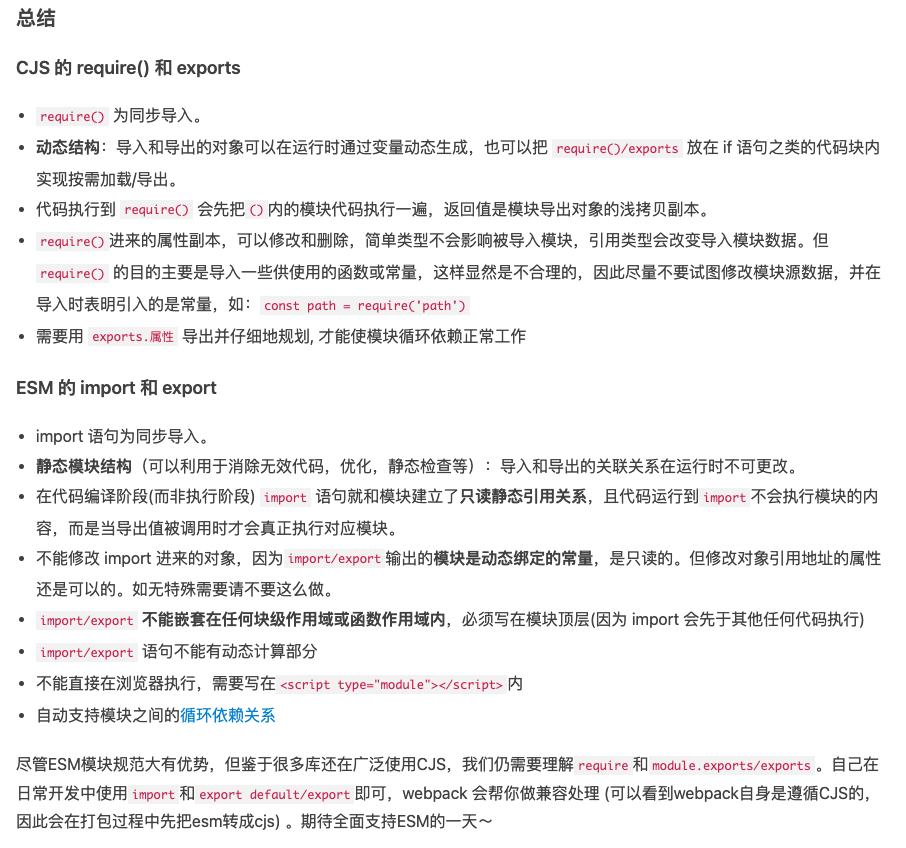 总结
CJS 的 require() 和 exports
• require() 为同步导入。
• 动态结构：导入和导出的对象可以在运行时通过变量动态生成，也可以把 require()/exports 放在 if 语句之类的代码块内
实现按需加载/导出。
• 代码执行到 require() 会先把 () 内的模块代码执行一遍，返回值是模块导出对象的浅拷贝副本。
• require() 进来的属性副本，可以修改和删除，简单类型不会影响被导入模块，引用类型会改变导入模块数据。但
require() 的目的主要是导入一些供使用的函数或常量，这样显然是不合理的，因此尽量不要试图修改模块源数据，并在
导入时表明引入的是常量，如： const path = require('path')
• 需要用 exports.属性 导出并仔细地规划, 才能使模块循环依赖正常工作
ESM 的 import 和 export
• import 语句为同步导入。
• 静态模块结构（可以利用于消除无效代码，优化，静态检查等）：导入和导出的关联关系在运行时不可更改。
• 在代码编译阶段(而非执行阶段) import 语句就和模块建立了只读静态引用关系，且代码运行到 import 不会执行模块的内
容，而是当导出值被调用时才会真正执行对应模块。
• 不能修改 import 进来的对象，因为 import/export 输出的模块是动态绑定的常量，是只读的。但修改对象引用地址的属性
还是可以的。如无特殊需要请不要这么做。
• import/export 不能嵌套在任何块级作用域或函数作用域内，必须写在模块顶层(因为 import 会先于其他任何代码执行)
• import/export 语句不能有动态计算部分
• 不能直接在浏览器执行，需要写在 <script type="module"></script> 内
• 自动支持模块之间的循环依赖关系
尽管ESM模块规范大有优势，但鉴于很多库还在广泛使用CJS，我们仍需要理解 require 和 module.exports/exports 。自己在
日常开发中使用 import 和 export default/export 即可，webpack 会帮你做兼容处理 (可以看到webpack自身是遵循CJS的，
因此会在打包过程中先把esm转成cjs) 。期待全面支持ESM的一天～